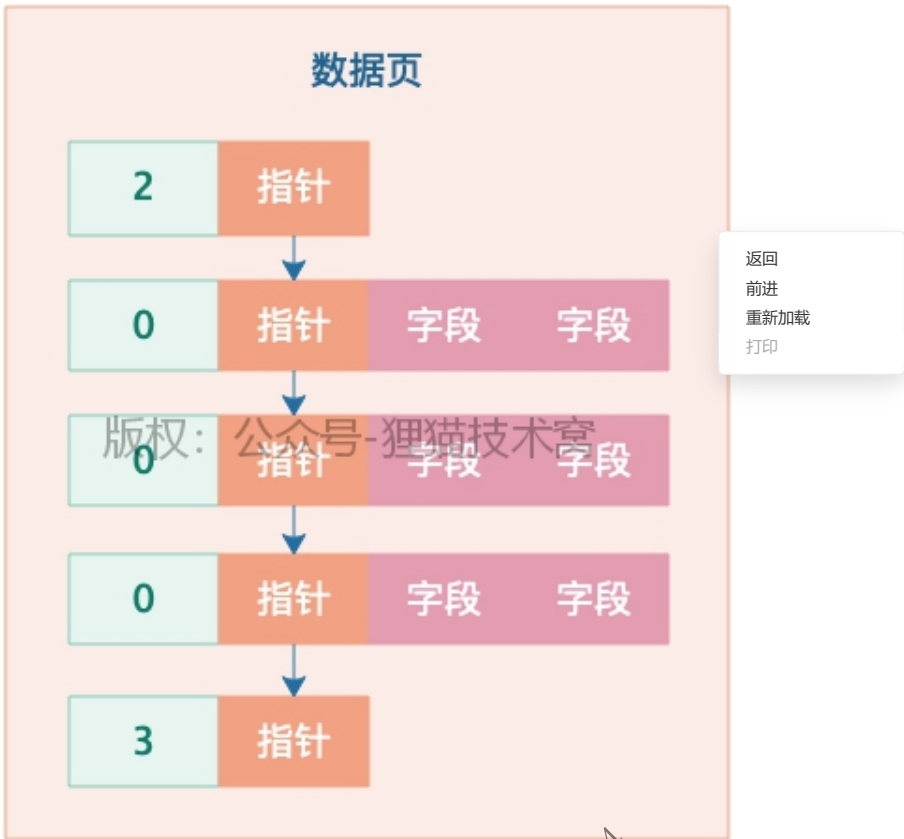 数据页
2 指针
0 指针 字段 字段
版权：公众号-狸猫技术窝
0 指针 字段 字段
0 指针 字段 字段
3 指针
返回
前进
重新加载
打印